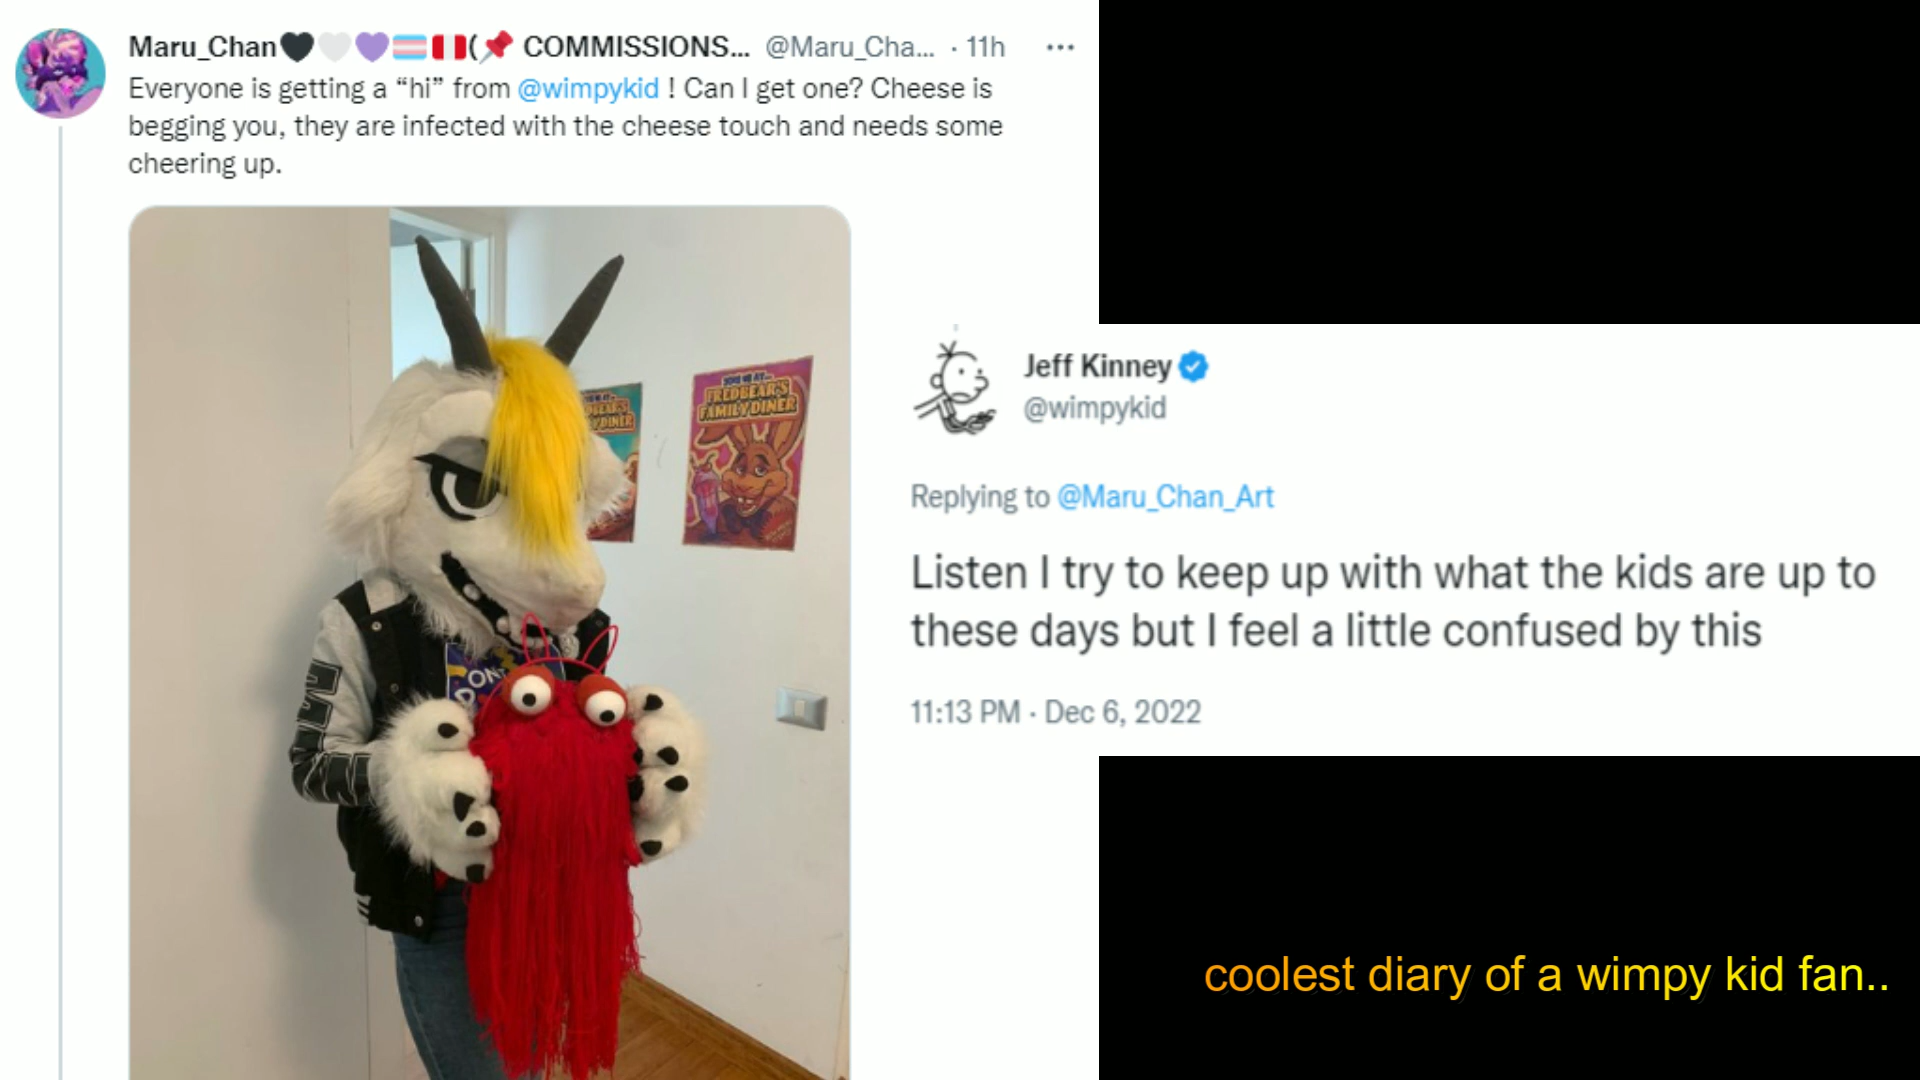 Maru_Chan🖤🤍💜🏳️‍⚧️🇵🇪(📌 COMMISSIONS... @Maru_Cha... · 11h
Everyone is getting a “hi” from @wimpykid ! Can I get one? Cheese is
begging you, they are infected with the cheese touch and needs some
cheering up.
FREDBEAR'S
FAMILY DINER
DON'
Jeff Kinney
@wimpykid
Replying to @Maru_Chan_Art
Listen I try to keep up with what the kids are up to
these days but I feel a little confused by this
11:13 PM · Dec 6, 2022
coolest diary of a wimpy kid fan..